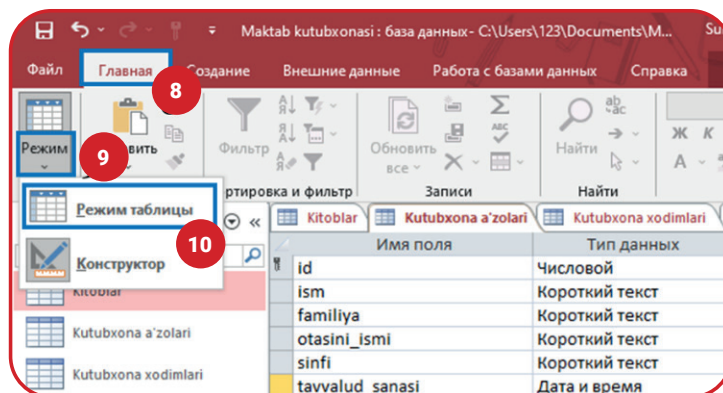 Maktab kutubxonasi : база данных- C:\Users\123\Documents\M... Su
Файл Главная Создание Внешние данные Работа с базами данных Справка
8
Режим
9
Фильтр
Обновить все
Найти
Ж К
А
Сортировка и фильтр Записи Найти
Режим таблицы
10
Конструктор
Kitoblar
Kutubxona a'zolari
Kutubxona xodimlari
Kitoblar Kutubxona a'zolari Kutubxona xodimlari
Имя поля Тип данных
id Числовой
ism Короткий текст
familiya Короткий текст
otasini_ismi Короткий текст
sinfi Короткий текст
tavvalud_sanasi Дата и время